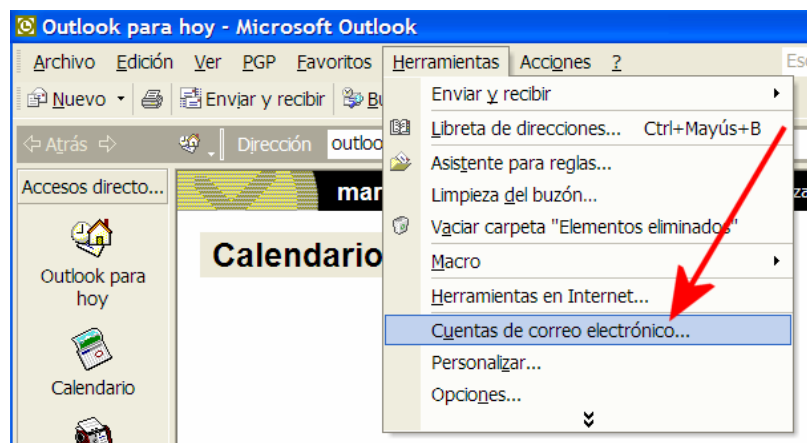 Outlook para hoy - Microsoft Outlook
Archivo Edición Ver PGP Favoritos Herramientas Acciones ?
Nuevo Enviar y recibir
Atrás Dirección
Accesos directo...
Outlook para
hoy
Calendario
Calendario
Enviar y recibir
Libreta de direcciones... Ctrl+Mayús+B
Asistente para reglas...
Limpieza del buzón...
Vaciar carpeta "Elementos eliminados"
Macro
Herramientas en Internet...
Cuentas de correo electrónico...
Personalizar...
Opciones...